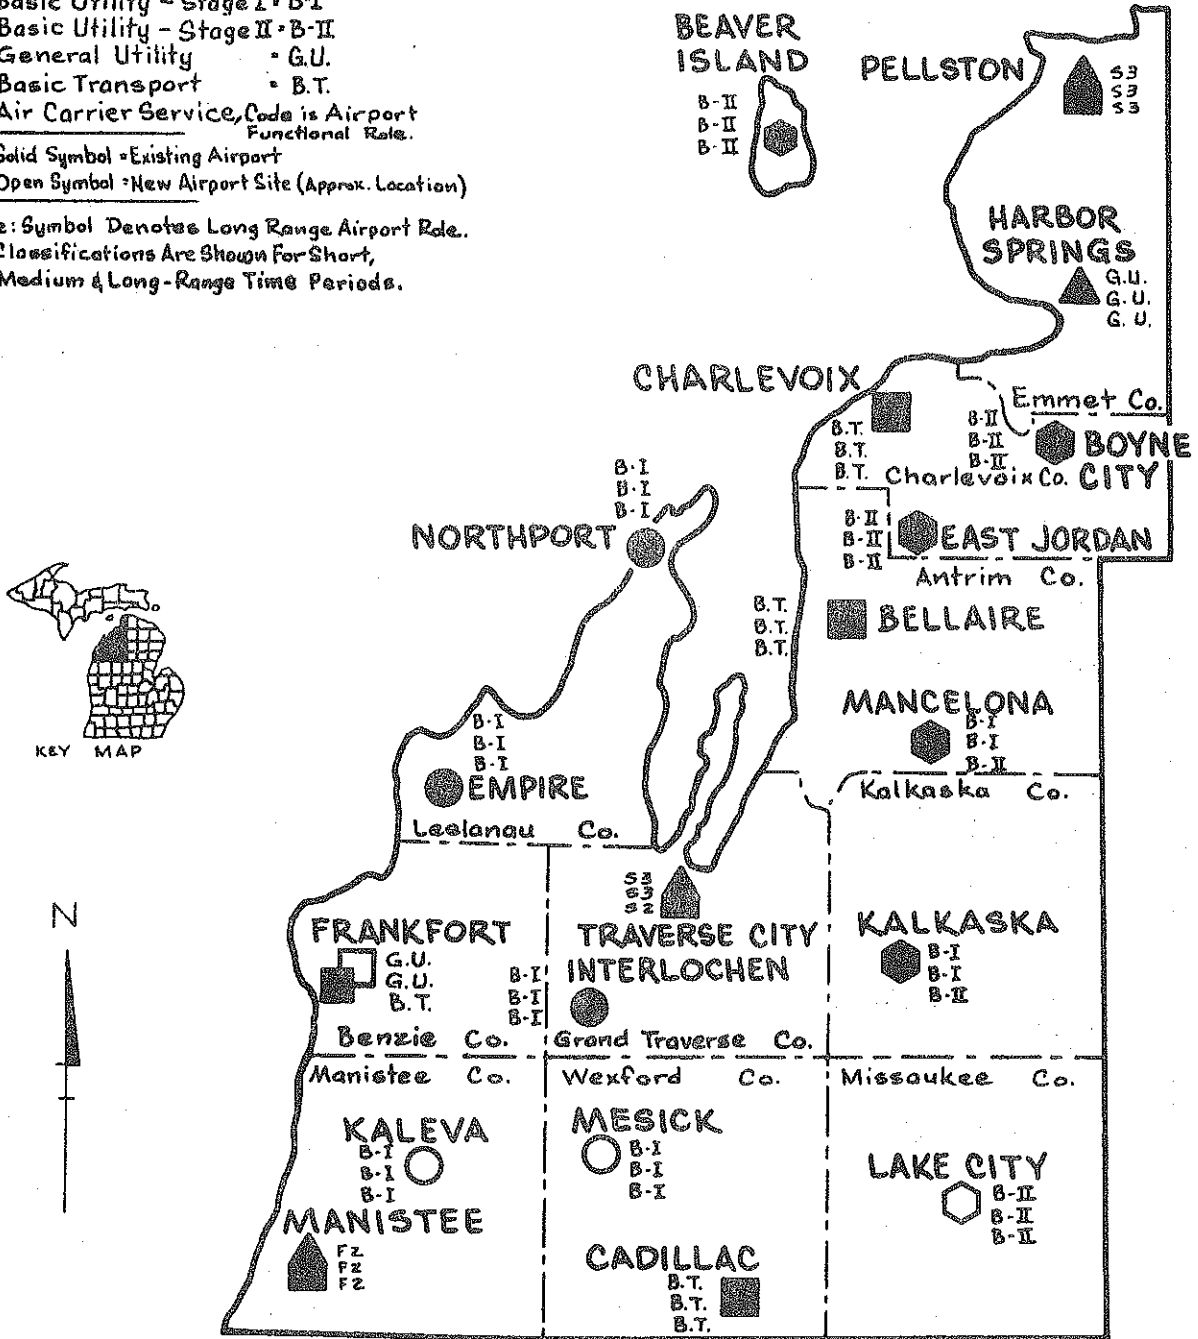 Basic Utility - Stage I = B-I
Basic Utility - Stage II = B-II
General Utility = G.U.
Basic Transport = B.T.
Air Carrier Service, Code is Airport
Functional Role.
Solid Symbol = Existing Airport
Open Symbol = New Airport Site (Approx. Location)
e: Symbol Denotes Long Range Airport Role.
Classifications Are Shown For Short,
Medium & Long-Range Time Periods.
BEAVER
ISLAND
B-II
B-II
B-II
PELLSTON
S3
S3
S3
HARBOR
SPRINGS
G.U.
G.U.
G.U.
CHARLEVOIX
B.T.
B.T.
B.T.
Emmet Co.
B-II
B-II
B-II
BOYNE
CITY
Charlevoix Co.
B-I
B-I
B-I
NORTHPORT
B-II
B-II
B-II
EAST JORDAN
Antrim Co.
B.T.
B.T.
B.T.
BELLAIRE
MANCELONA
B-I
B-I
B-II
KEY MAP
B-I
B-I
B-I
EMPIRE
Kalkaska Co.
Leelanau Co.
S3
S3
S2
TRAVERSE CITY
N
FRANKFORT
G.U.
G.U.
B.T.
INTERLOCHEN
B-I
B-I
B-I
KALKASKA
B-I
B-I
B-II
Benzie Co.
Grand Traverse Co.
Manistee Co.
Wexford Co.
Missaukee Co.
KALEVA
B-I
B-I
B-I
MESICK
B-I
B-I
B-I
LAKE CITY
B-II
B-II
B-II
MANISTEE
F2
F2
F2
CADILLAC
B.T.
B.T.
B.T.